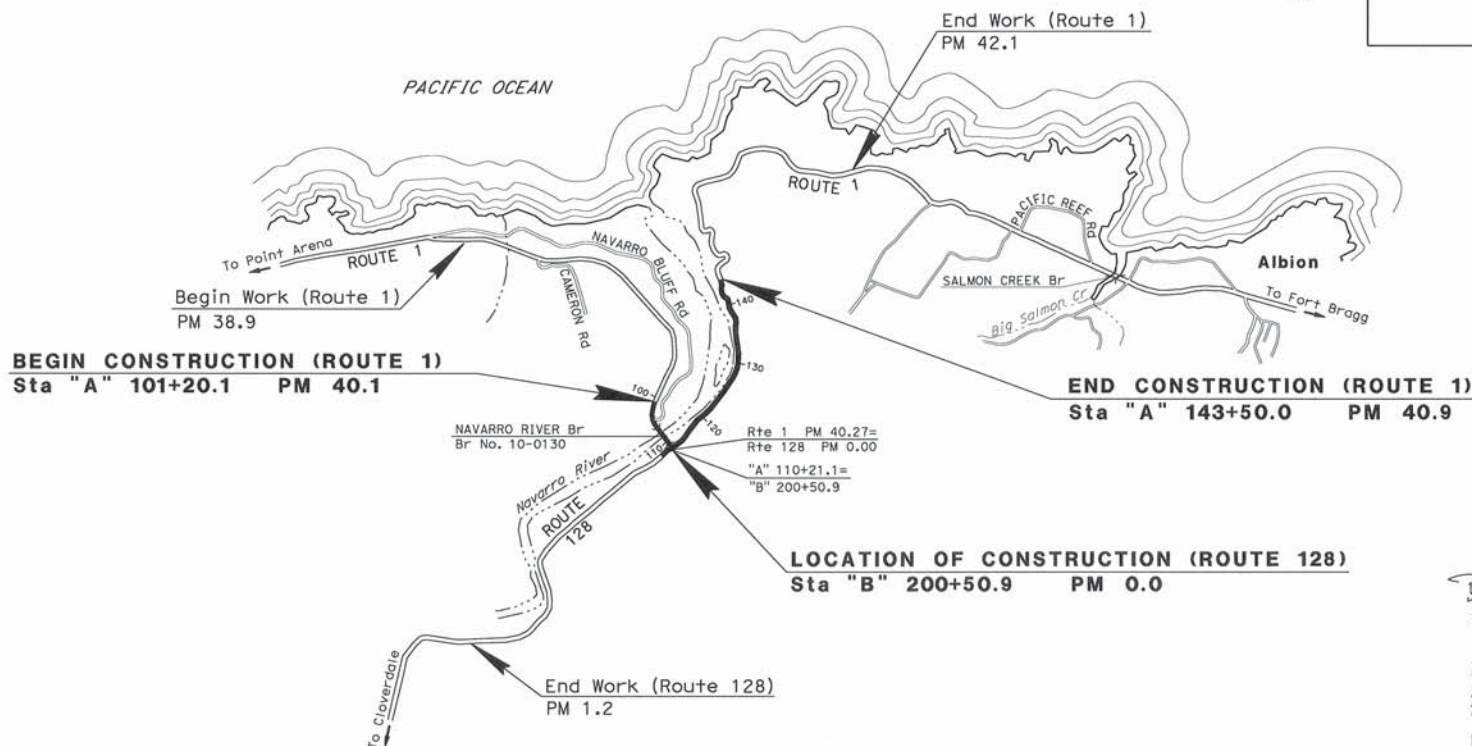 End Work (Route 1)
PM 42.1
PACIFIC OCEAN
ROUTE 1
PACIFIC REEF Rd
NAVARRO BLUFF Rd
To Point Arena
ROUTE 1
Albion
SALMON CREEK Br
Begin Work (Route 1)
PM 38.9
CAMERON Rd
Big Salmon Cr
To Fort Bragg
140
130
BEGIN CONSTRUCTION (ROUTE 1)
Sta "A" 101+20.1 PM 40.1
100
END CONSTRUCTION (ROUTE 1)
Sta "A" 143+50.0 PM 40.9
120
NAVARRO RIVER Br
Br No. 10-0130
110
Rte 1 PM 40.27=
Rte 128 PM 0.00
"A" 110+21.1=
"B" 200+50.9
Navarro River
ROUTE
128
LOCATION OF CONSTRUCTION (ROUTE 128)
Sta "B" 200+50.9 PM 0.0
To Cloverdale
End Work (Route 128)
PM 1.2